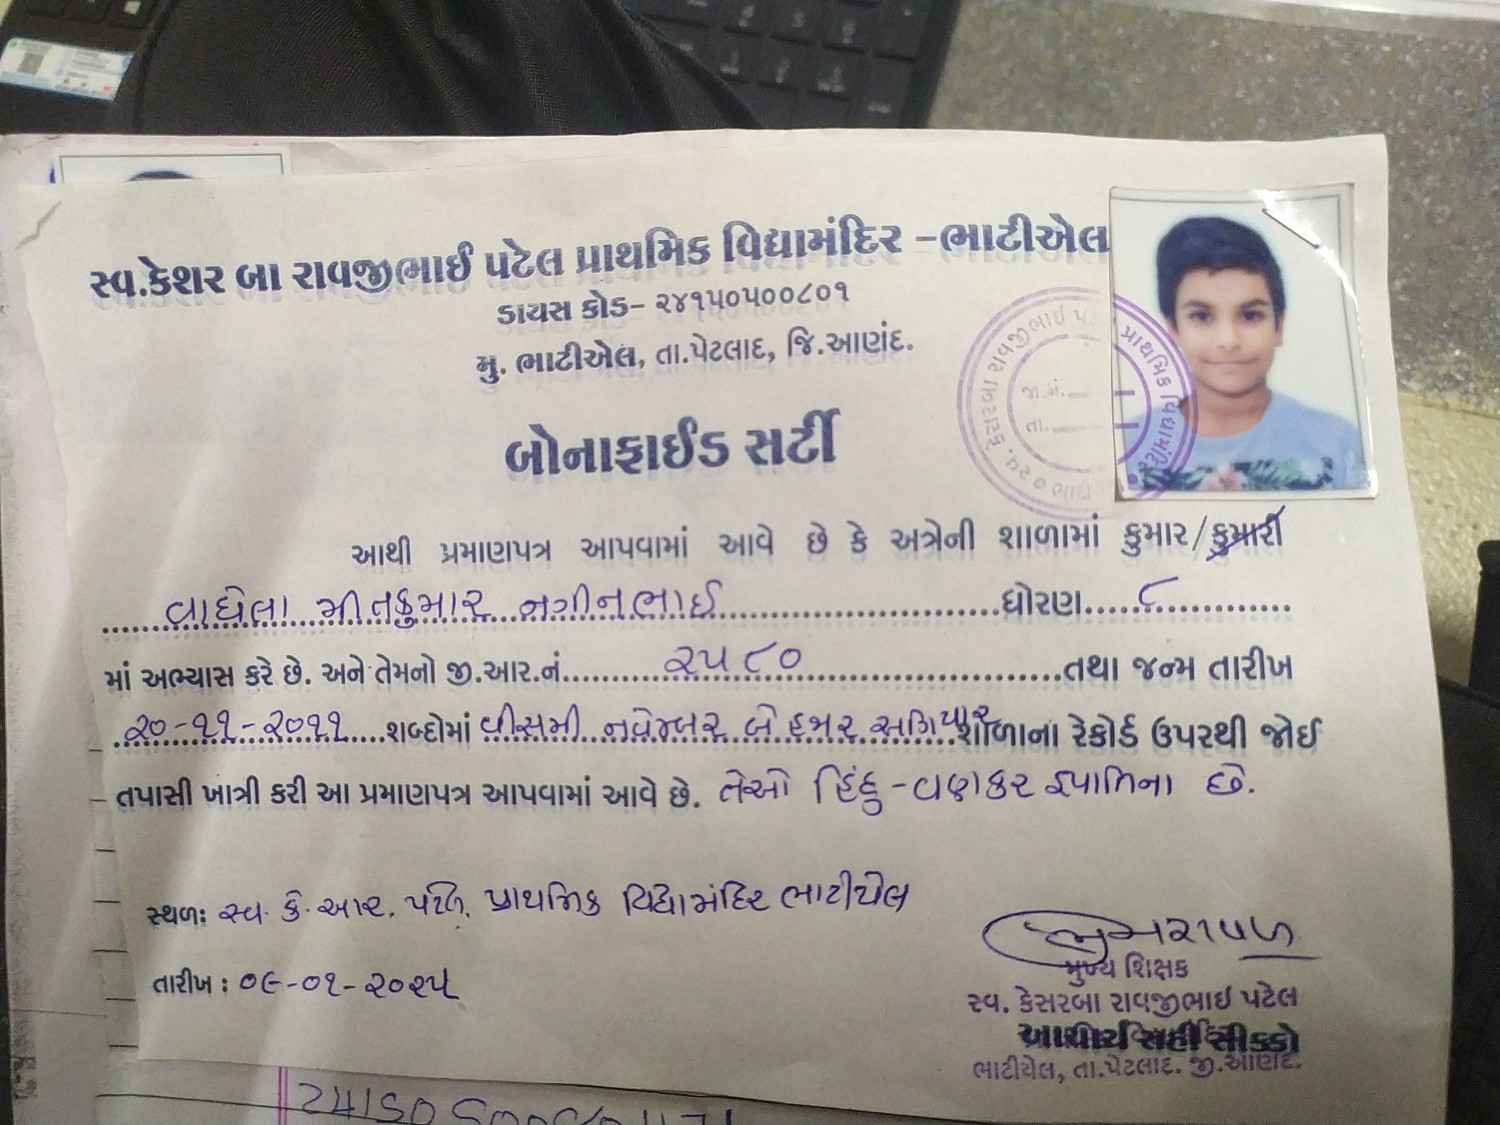 સ્વ.કેશર બા રાવજીભાઈ પટેલ પ્રાથમિક વિદ્યામંદિર -ભાટીએલ
ડાયસ કોડ- ૨૪૧૫૦૫૦૦૮૦૧
મુ. ભાટીએલ, તા.પેટલાદ, જિ.આણંદ.
પ્રાથમિક વિદ્યામંદિર
જા.નં.
તા.
બોનાફાઈડ સર્ટી
આથી પ્રમાણપત્ર આપવામાં આવે છે કે અત્રેની શાળામાં કુમાર/કુમારી
વાઘેલા મીતકુમાર નગીનભાઈ ધોરણ ૮
માં અભ્યાસ કરે છે. અને તેમનો જી.આર.નં. ૨૫૮૦ તથા જન્મ તારીખ
૨૦-૧૧-૨૦૧૧ શબ્દોમાં વીસમી નવેમ્બર બે હજાર અગિયાર શાળાના રેકોર્ડ ઉપરથી જોઈ
તપાસી ખાત્રી કરી આ પ્રમાણપત્ર આપવામાં આવે છે. તેઓ હિંદુ - વણકર જ્ઞાતિના છે.
સ્થળ: સ્વ. કે. આર. પટેલ પ્રાથમિક વિદ્યામંદિર ભાટીયેલ
તારીખ : ૦૯-૦૧-૨૦૨૫
મુખ્ય શિક્ષક
સ્વ. કેસરબા રાવજીભાઇ પટેલ
આચાર્ય સહી સીક્કો
ભાટીયેલ, તા.પેટલાદ. જી.આણંદ.